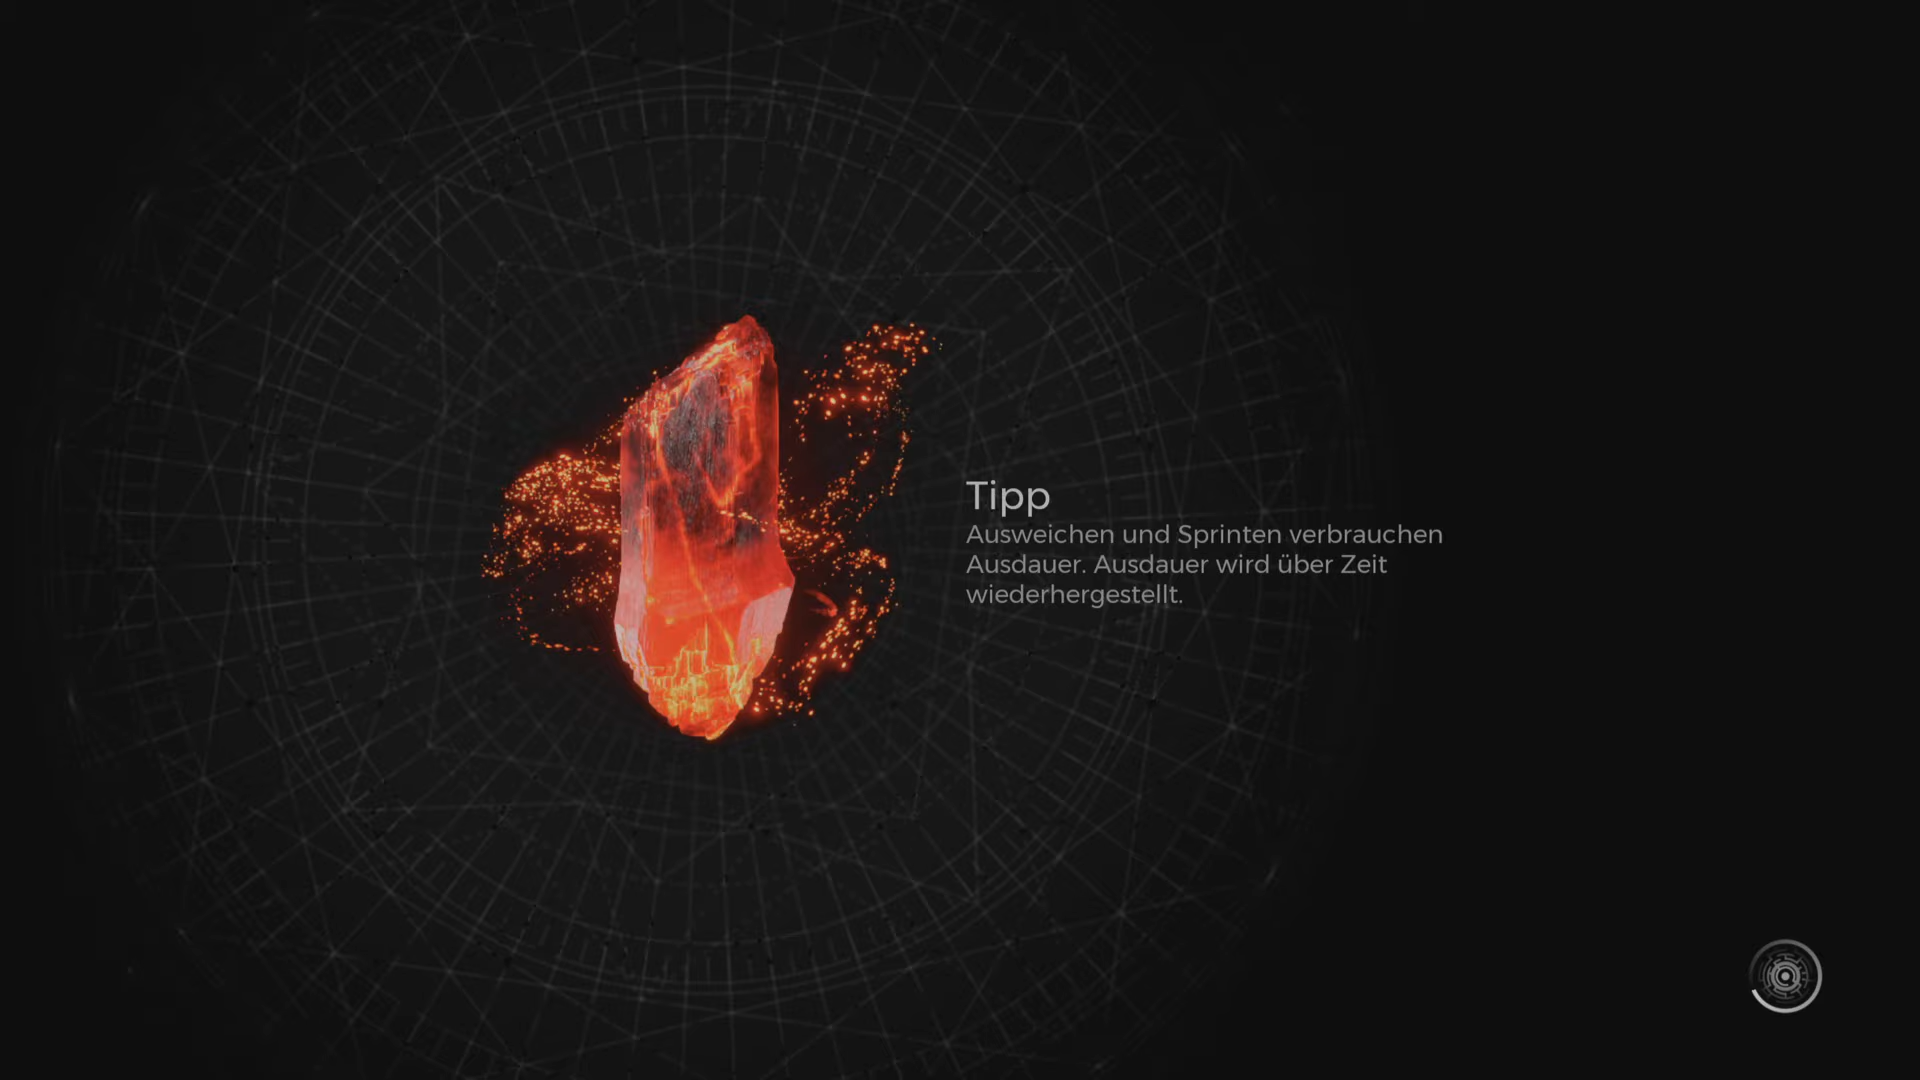 Tipp
Ausweichen und Sprinten verbrauchen
Ausdauer. Ausdauer wird über Zeit
wiederhergestellt.